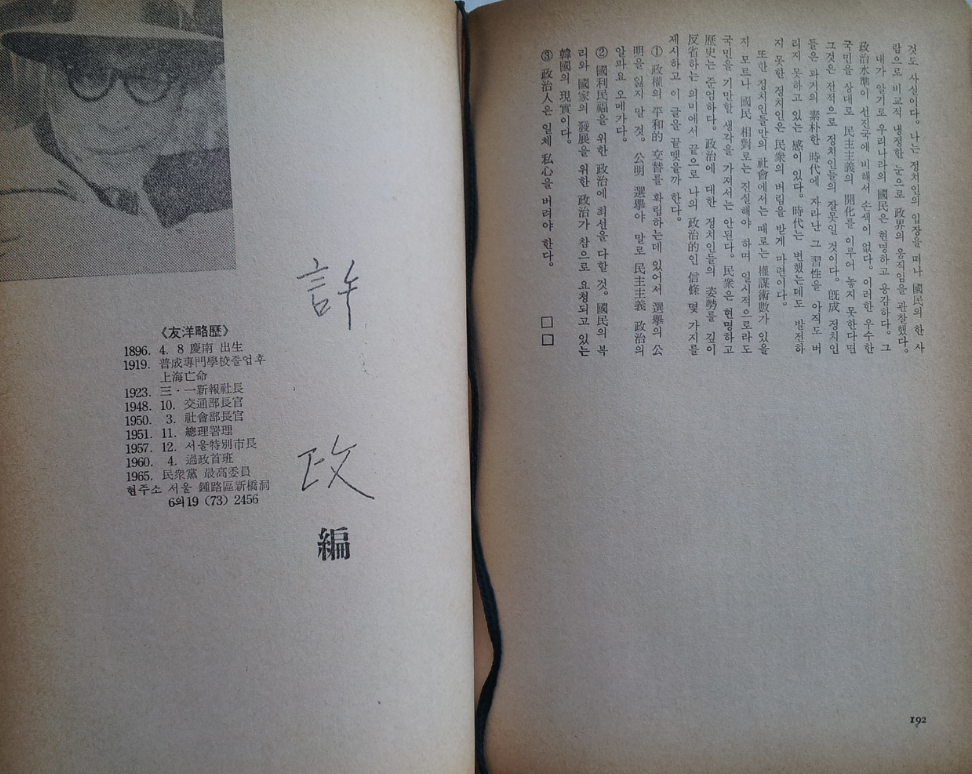 것도 사실이다. 나는 정치인의 입장을 떠나 국민의 한 사
람으로 비교적 냉정한 눈으로 政界의 움직임을 관찰했다.
내가 알기로 우리나라의 國民은 현명하고 용감하다. 그
政治水準이 선진국에 비해서 손색이 없다. 이러한 우수한
국민을 상대로 民主主義의 開化를 이루어 놓지 못한다면
그것은 전적으로 정치인들의 잘못일 것이다. 旣成 정치인
들은 과거의 素朴한 時代에 자라난 그 習性을 아직도 버
리지 못하고 있는 感이 있다. 時代는 변했는데도 발전하
지 못한 정치인은 民衆의 버림을 받게 마련이다.
또한 정치인들만의 社會에서는 때로는 權謀術數가 있을
지 모르나 國民 相對로는 진실해야 하며 일시적으로라도
국민을 기만할 생각을 가져서는 안된다. 民衆은 현명하고
歷史는 준엄하다. 政治에 대한 정치인들의 姿勢를 깊이
反省하는 의미에서 끝으로 나의 政治的인 信條 몇 가지를
제시하고 이 글을 끝맺을까 한다.
① 政權의 平和的 交替를 확립하는데 있어서 選擧의 公
明을 잃지 말 것. 公明 選擧야 말로 民主主義 政治의
알파요 오메가다.
② 國利民福을 위한 政治에 최선을 다할 것. 國民의 복
리와 國家의 發展을 위한 政治가 참으로 요청되고 있는
韓國의 現實이다.
③ 政治人은 일체 私心을 버려야 한다. □□
192
許政 編
《友洋略歷》
1896. 4. 8 慶南 出生
1919. 普成專門學校졸업후
上海亡命
1923. 三・一新報社長
1948. 10. 交通部長官
1950. 3. 社會部長官
1951. 11. 總理署理
1957. 12. 서울特別市長
1960. 4. 過政首班
1965. 民衆黨 最高委員
현주소 서울 鍾路區新橋洞
6의19 (73) 2456